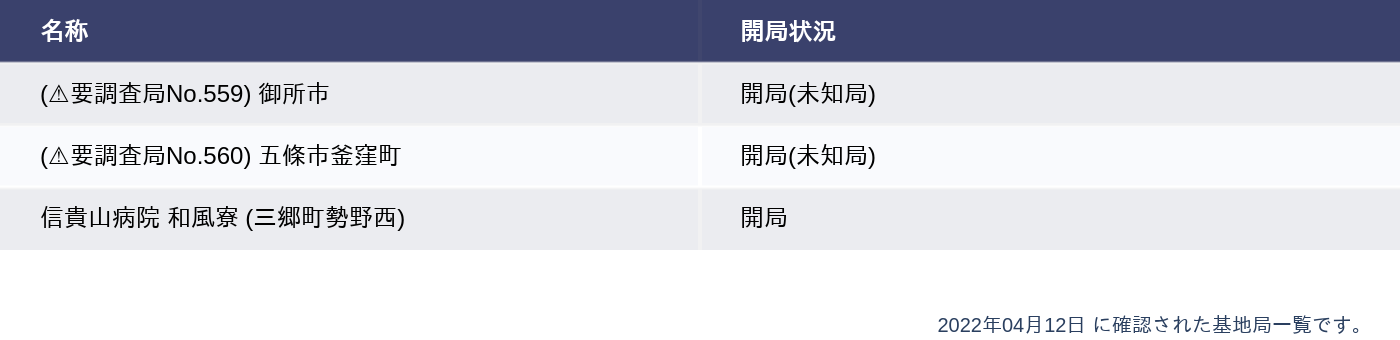 名称 開局状況
(⚠要調査局No.559) 御所市 開局(未知局)
(⚠要調査局No.560) 五條市釜窪町 開局(未知局)
信貴山病院 和風寮 (三郷町勢野西) 開局
2022年04月12日 に確認された基地局一覧です。